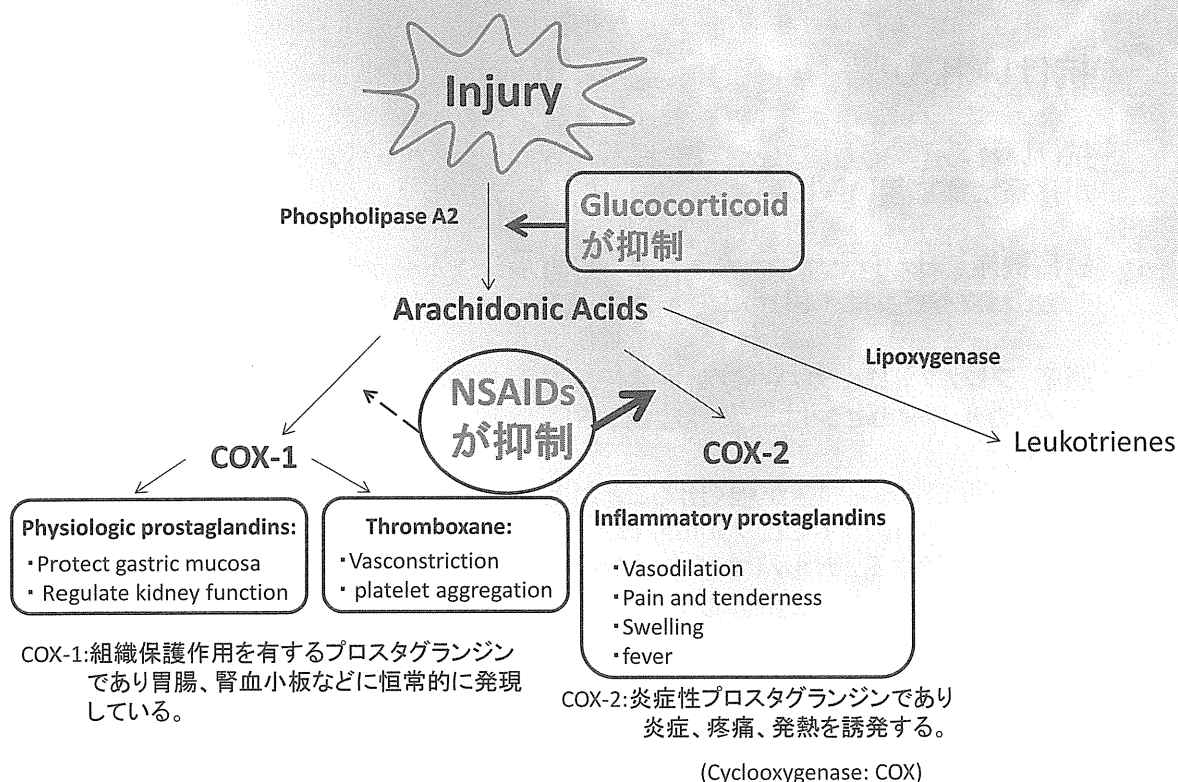 Injury
Phospholipase A2
Glucocorticoid
が抑制
Arachidonic Acids
Lipoxygenase
NSAIDs
が抑制
Leukotrienes
COX-1
COX-2
Physiologic prostaglandins:
・Protect gastric mucosa
・ Regulate kidney function
Thromboxane:
・Vasconstriction
・ platelet aggregation
Inflammatory prostaglandins
・Vasodilation
・Pain and tenderness
・Swelling
・fever
COX-1:組織保護作用を有するプロスタグランジン
であり胃腸、腎血小板などに恒常的に発現
している。
COX-2:炎症性プロスタグランジンであり
炎症、疼痛、発熱を誘発する。
(Cyclooxygenase: COX)